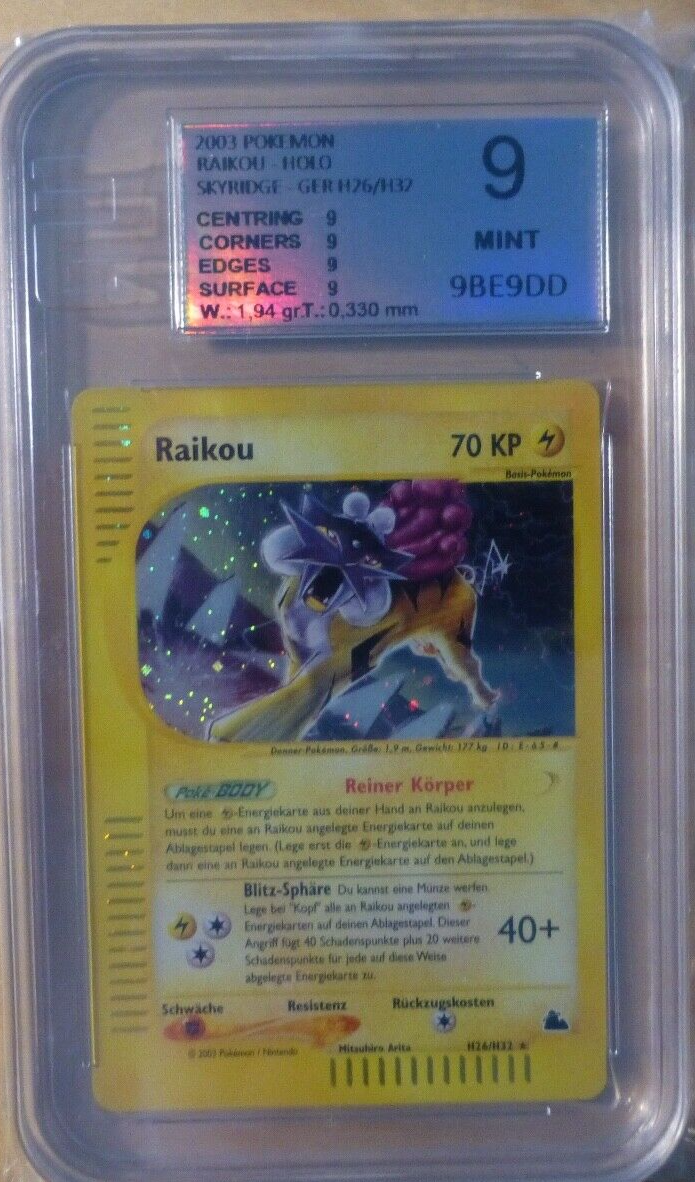 2003 POKEMON
RAIKOU - HOLO
SKYRIDGE - GER H26/H32
CENTRING 9
CORNERS 9
EDGES 9
SURFACE 9
W.: 1,94 gr.T.: 0,330 mm
9
MINT
9BE9DD
Raikou 70 KP
Basis-Pokémon
Donner-Pokémon. Größe: 1,9 m, Gewicht: 177 kg
Poké-BODY Reiner Körper
Um eine -Energiekarte aus deiner Hand an Raikou anzulegen,
musst du eine an Raikou angelegte Energiekarte auf deinen
Ablagestapel legen. (Lege erst die -Energiekarte an, und lege
dann eine an Raikou angelegte Energiekarte auf den Ablagestapel.)
Blitz-Sphäre Du kannst eine Münze werfen.
Lege bei "Kopf" alle an Raikou angelegten -
Energiekarten auf deinen Ablagestapel. Dieser
Angriff fügt 40 Schadenspunkte plus 20 weitere
Schadenspunkte für jede auf diese Weise
abgelegte Energiekarte zu.
40+
Schwäche Resistenz Rückzugskosten
© 2003 Pokémon / Nintendo Mitsuhiro Arita H26/H32